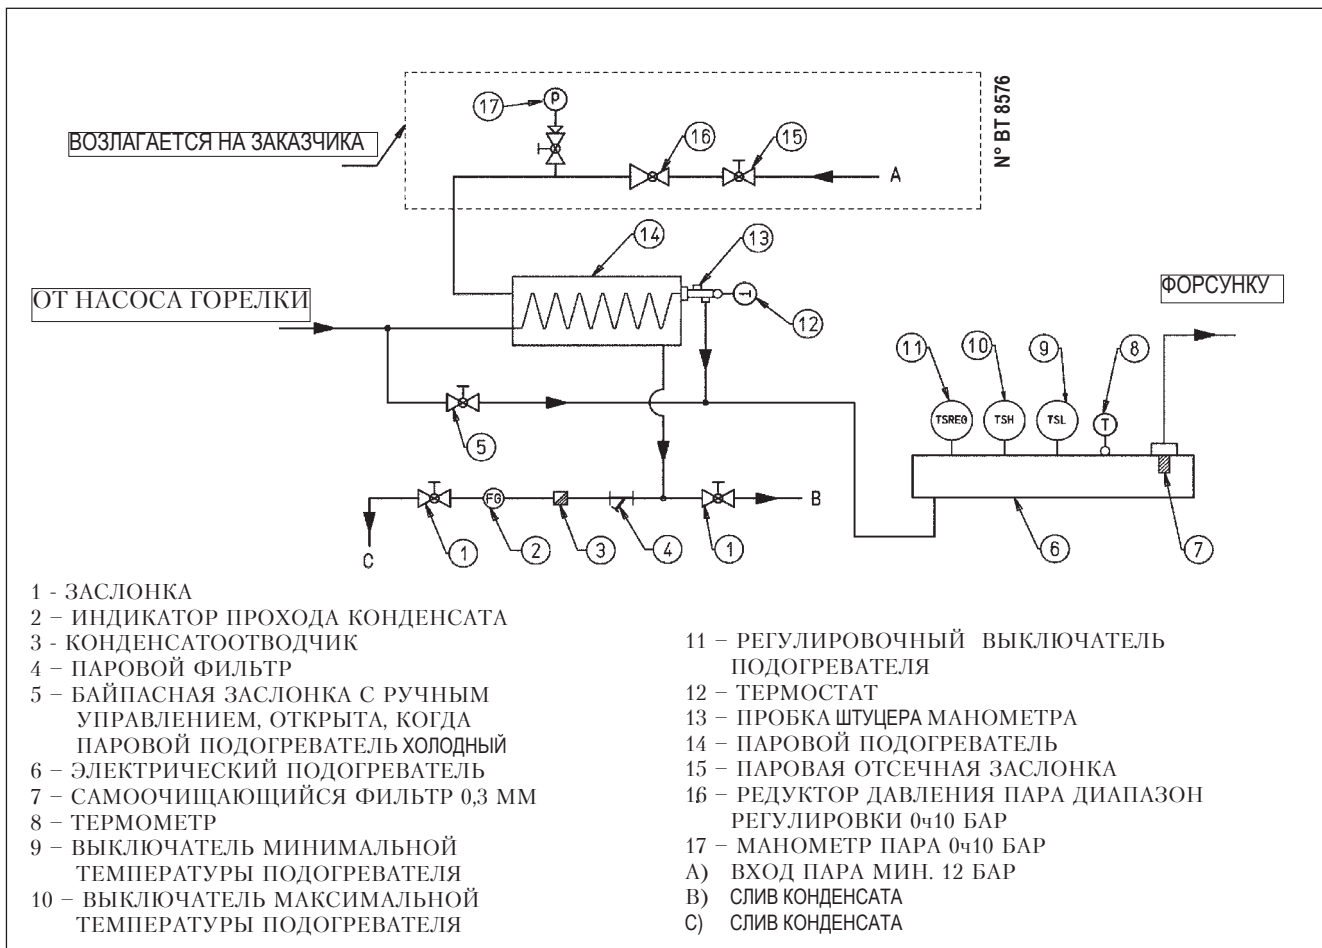 17
P
16
15
N° BT 8576
ВОЗЛАГАЕТСЯ НА ЗАКАЗЧИКА
A
14
13
ОТ НАСОСА ГОРЕЛКИ
ФОРСУНКУ
12
11
10
9
8
TSREG
TSH
TSL
T
5
B
FG
C
1
2
3
4
1
6
7
1 - ЗАСЛОНКА
2 – ИНДИКАТОР ПРОХОДА КОНДЕНСАТА
3 - КОНДЕНСАТООТВОДЧИК
4 – ПАРОВОЙ ФИЛЬТР
5 – БАЙПАСНАЯ ЗАСЛОНКА С РУЧНЫМ
УПРАВЛЕНИЕМ, ОТКРЫТА, КОГДА
ПАРОВОЙ ПОДОГРЕВАТЕЛЬ ХОЛОДНЫЙ
6 – ЭЛЕКТРИЧЕСКИЙ ПОДОГРЕВАТЕЛЬ
7 – САМООЧИЩАЮЩИЙСЯ ФИЛЬТР 0,3 ММ
8 – ТЕРМОМЕТР
9 – ВЫКЛЮЧАТЕЛЬ МИНИМАЛЬНОЙ
ТЕМПЕРАТУРЫ ПОДОГРЕВАТЕЛЯ
10 – ВЫКЛЮЧАТЕЛЬ МАКСИМАЛЬНОЙ
ТЕМПЕРАТУРЫ ПОДОГРЕВАТЕЛЯ
11 – РЕГУЛИРОВОЧНЫЙ ВЫКЛЮЧАТЕЛЬ
ПОДОГРЕВАТЕЛЯ
12 – ТЕРМОСТАТ
13 – ПРОБКА ШТУЦЕРА МАНОМЕТРА
14 – ПАРОВОЙ ПОДОГРЕВАТЕЛЬ
15 – ПАРОВАЯ ОТСЕЧНАЯ ЗАСЛОНКА
16 – РЕДУКТОР ДАВЛЕНИЯ ПАРА ДИАПАЗОН
РЕГУЛИРОВКИ 0ч10 БАР
17 – МАНОМЕТР ПАРА 0ч10 БАР
A) ВХОД ПАРА МИН. 12 БАР
B) СЛИВ КОНДЕНСАТА
C) СЛИВ КОНДЕНСАТА